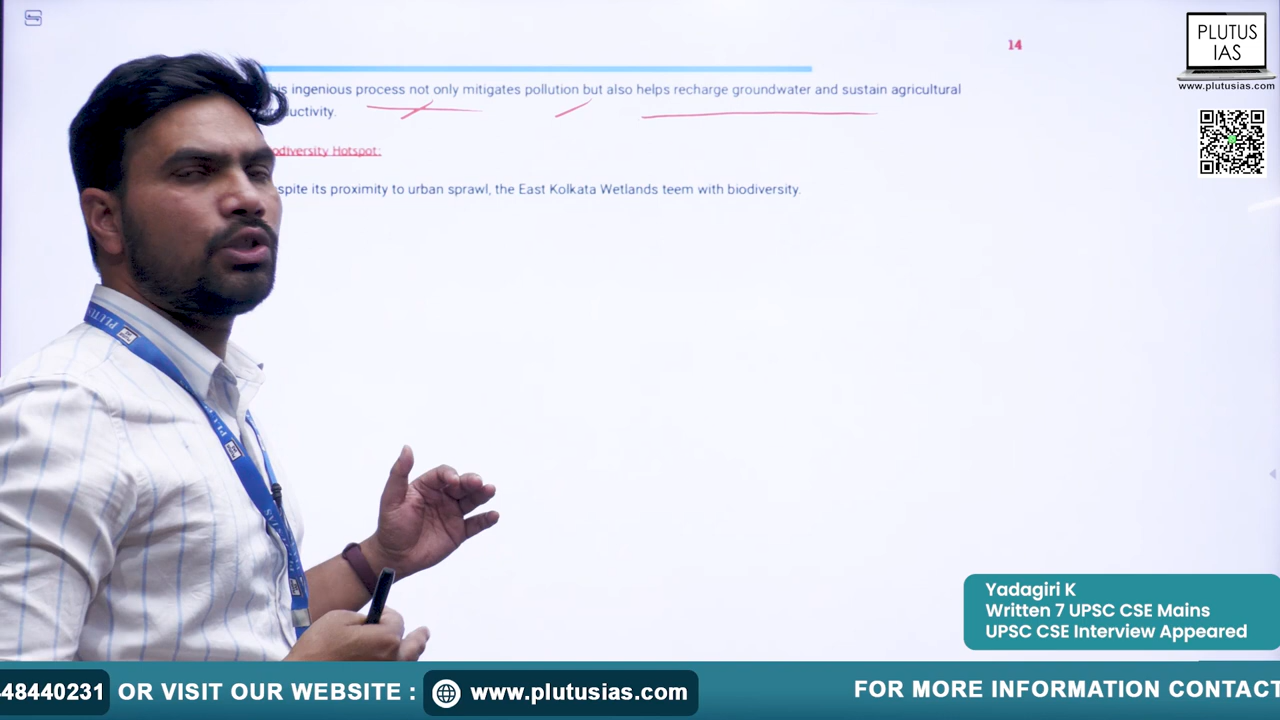 14
PLUTUS
IAS
www.plutusias.com
his ingenious process not only mitigates pollution but also helps recharge groundwater and sustain agricultural
ductivity.
odiversity Hotspot:
spite its proximity to urban sprawl, the East Kolkata Wetlands teem with biodiversity.
Yadagiri K
Written 7 UPSC CSE Mains
UPSC CSE Interview Appeared
48440231 OR VISIT OUR WEBSITE : www.plutusias.com FOR MORE INFORMATION CONTACT